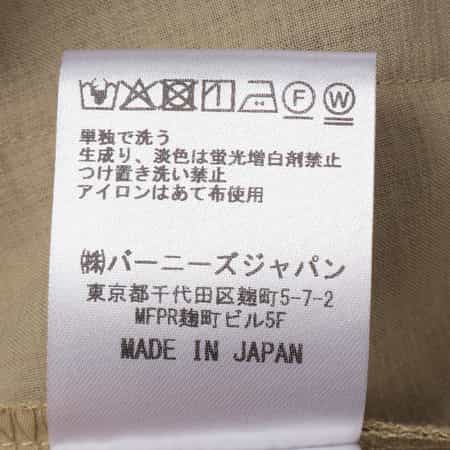 F W
単独で洗う
生成り、淡色は蛍光増白剤禁止
つけ置き洗い禁止
アイロンはあて布使用
㈱バーニーズジャパン
東京都千代田区麹町5-7-2
MFPR麹町ビル5F
MADE IN JAPAN